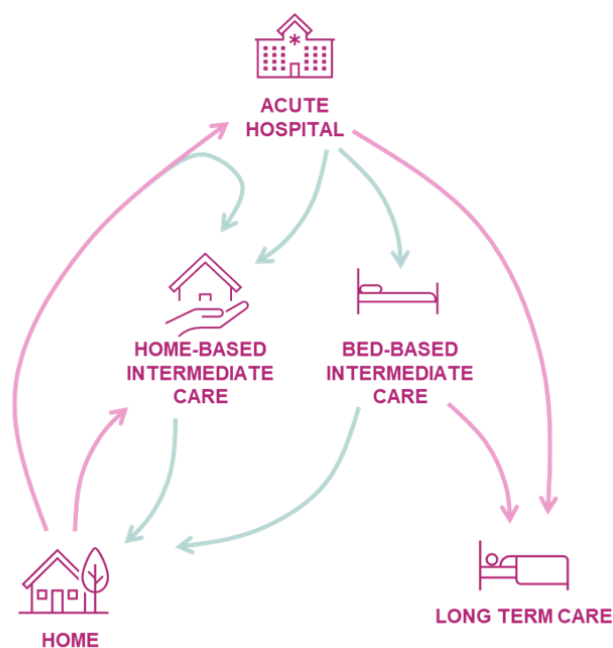 ACUTE
HOSPITAL
HOME-BASED
INTERMEDIATE
CARE
BED-BASED
INTERMEDIATE
CARE
HOME
LONG TERM CARE